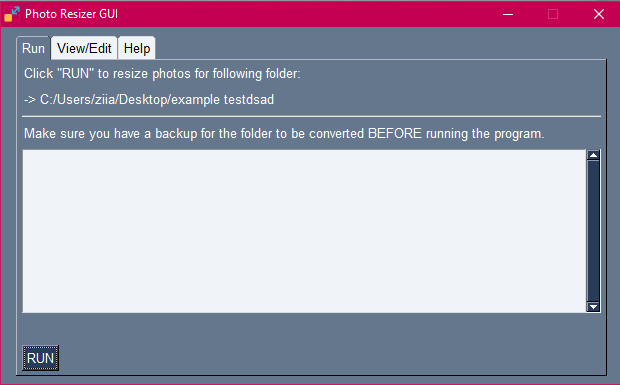 Photo Resizer GUI
Run View/Edit Help
Click "RUN" to resize photos for following folder:
-> C:/Users/ziia/Desktop/example testdsad
Make sure you have a backup for the folder to be converted BEFORE running the program.
RUN